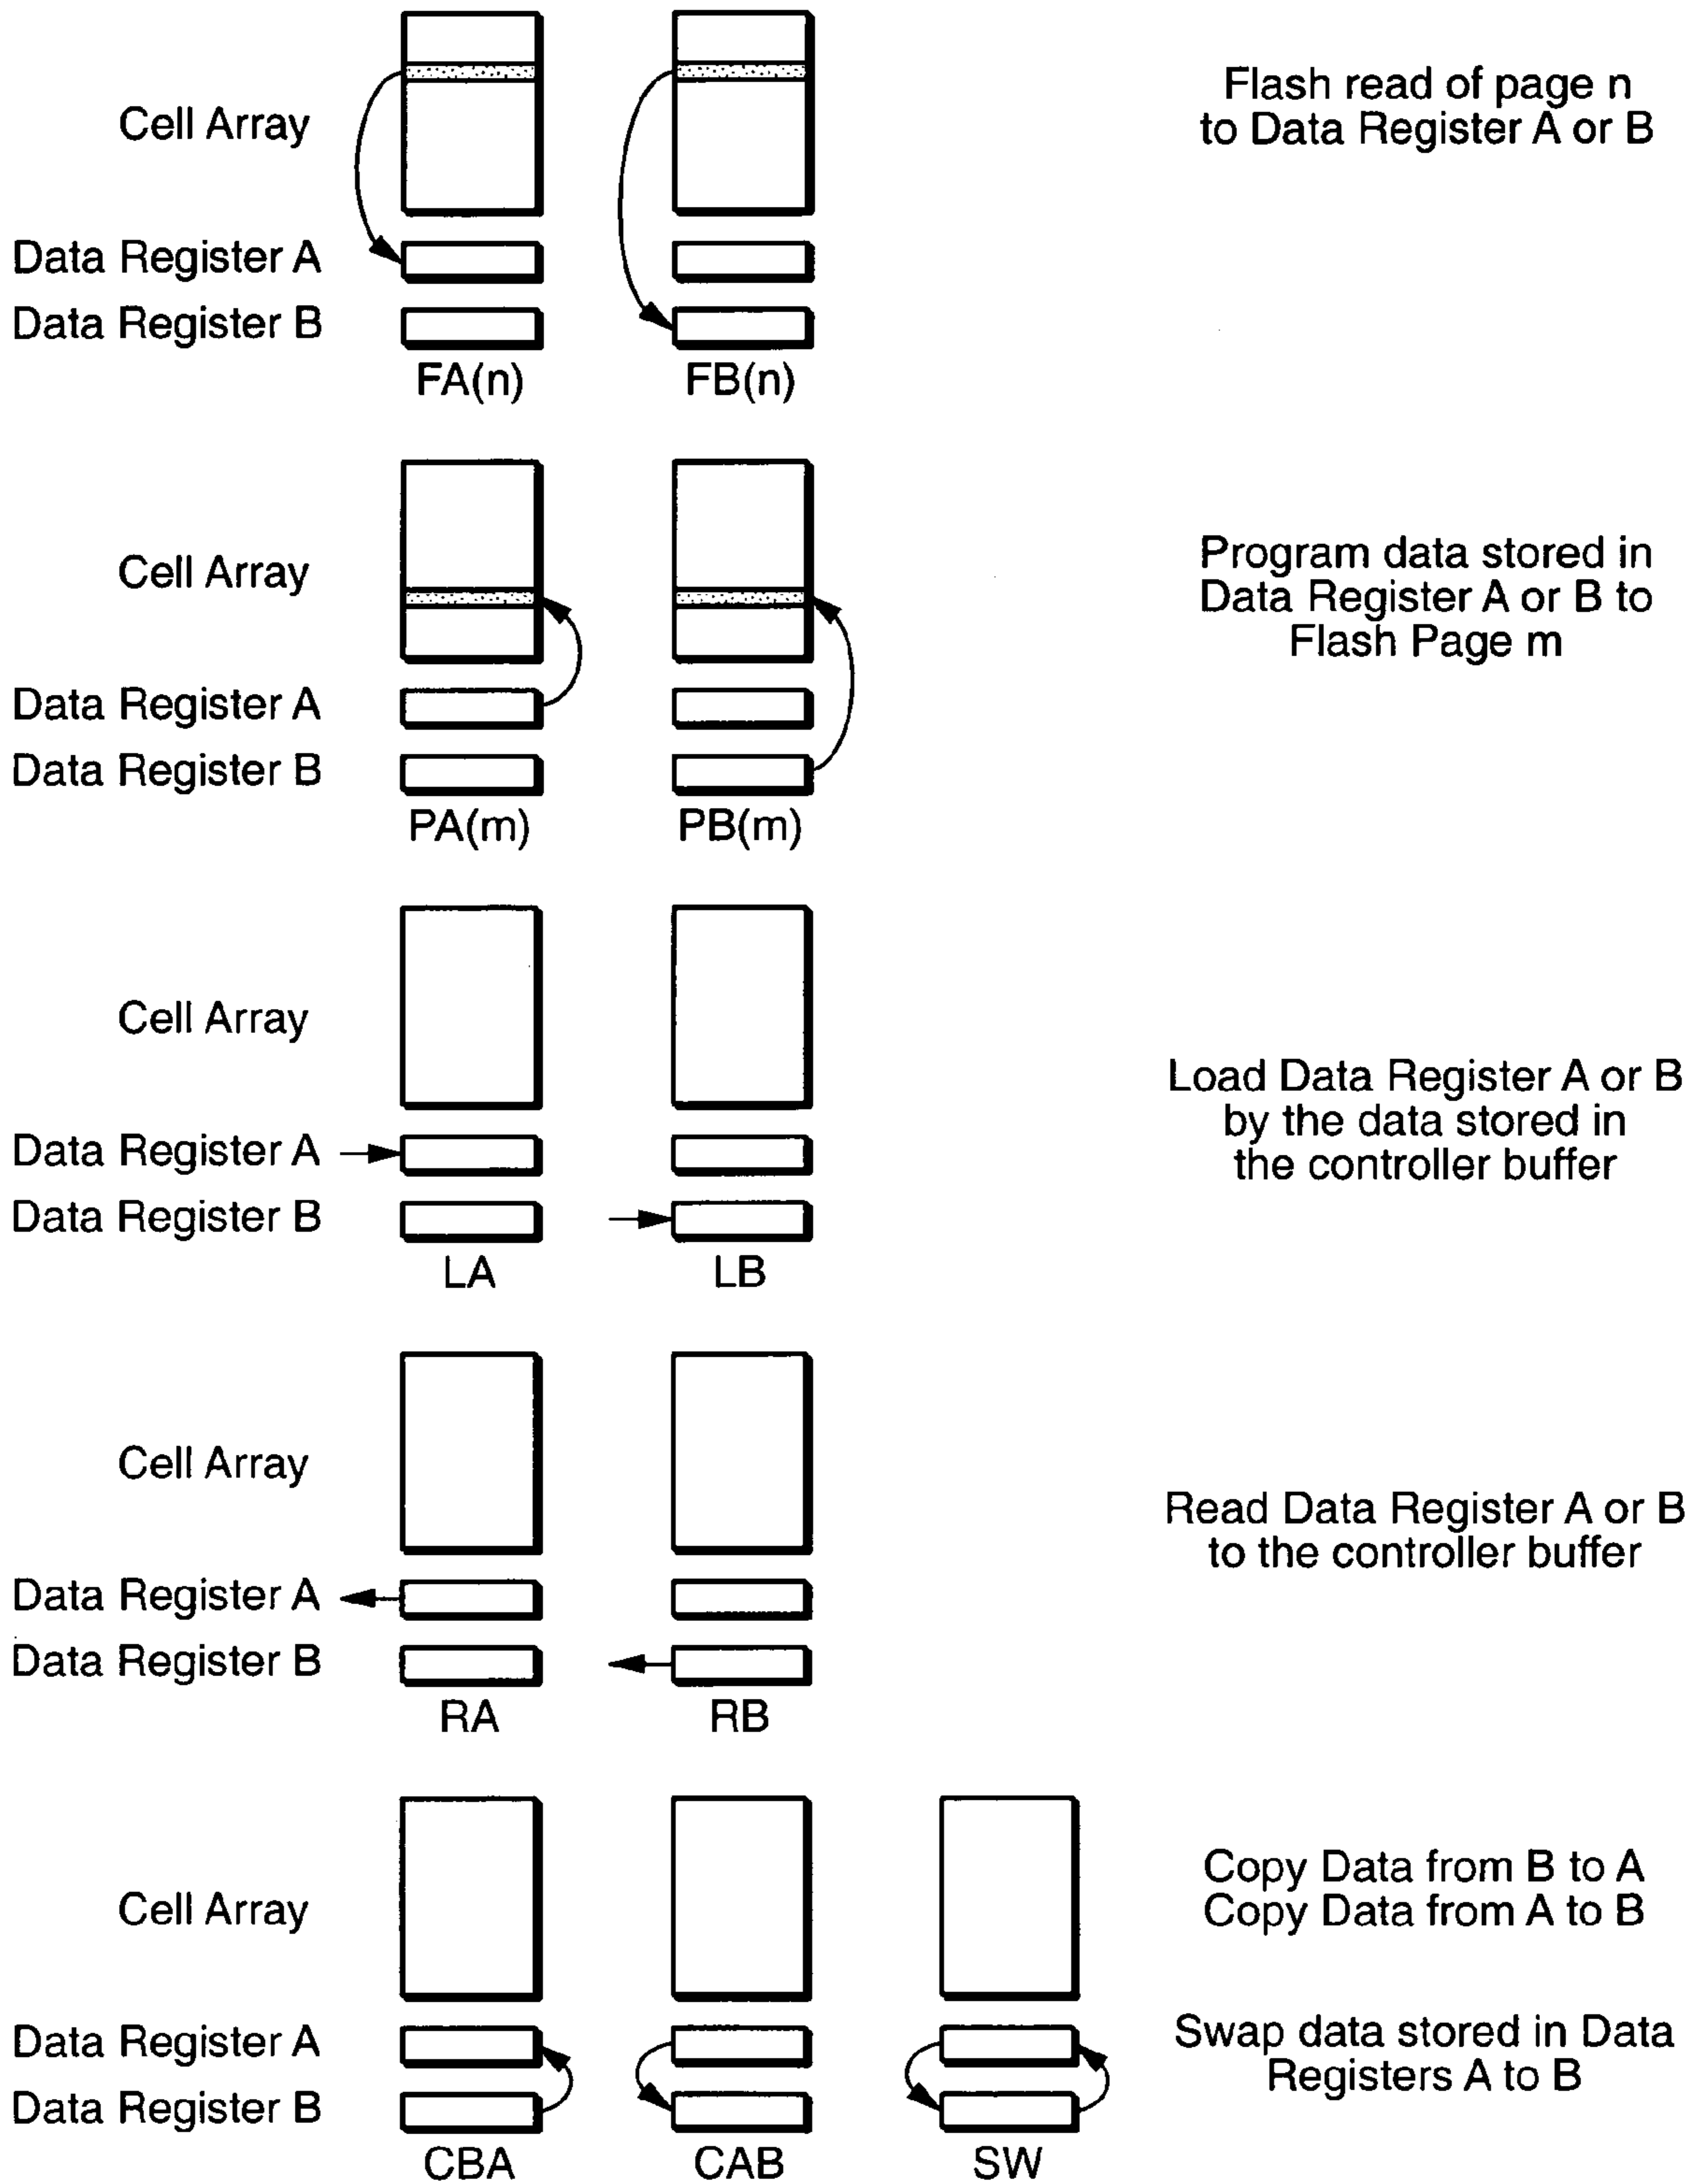 Cell Array
Flash read of page n
to Data Register A or B
Data Register A
Data Register B
FA(n)
FB(n)
Cell Array
Program data stored in
Data Register A or B to
Flash Page m
Data Register A
Data Register B
PA(m)
PB(m)
Cell Array
Load Data Register A or B
by the data stored in
the controller buffer
Data Register A
Data Register B
LA
LB
Cell Array
Read Data Register A or B
to the controller buffer
Data Register A
Data Register B
RA
RB
Cell Array
Copy Data from B to A
Copy Data from A to B
Swap data stored in Data
Registers A to B
Data Register A
Data Register B
CBA
CAB
SW